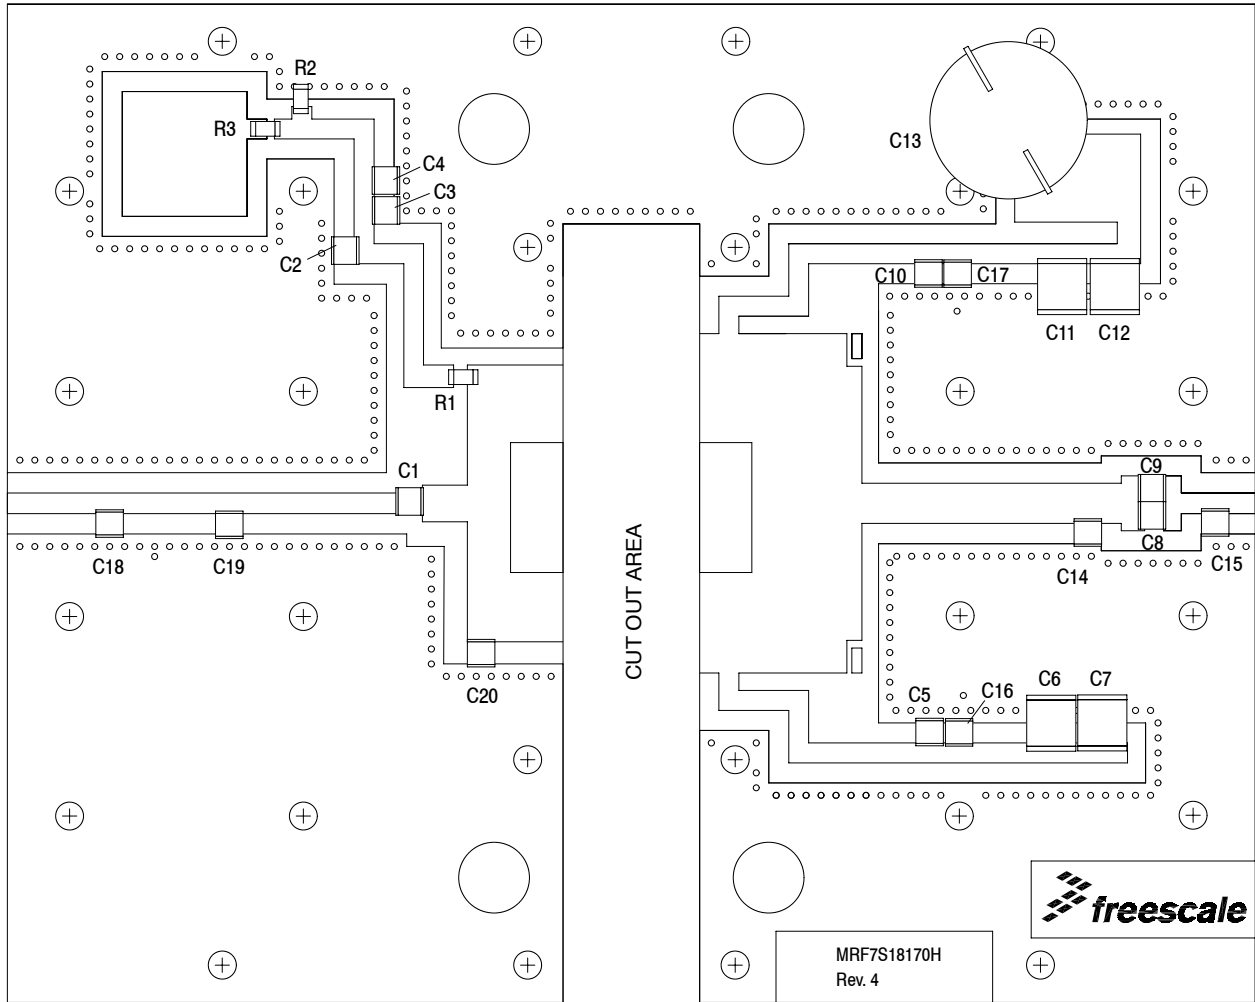 R2
R3
C13
C4
C3
C2
C10
C17
C11
C12
R1
C1
C9
C8
C18
C19
C14
C15
CUT OUT AREA
C20
C5
C16
C6
C7
freescale
MRF7S18170H
Rev. 4